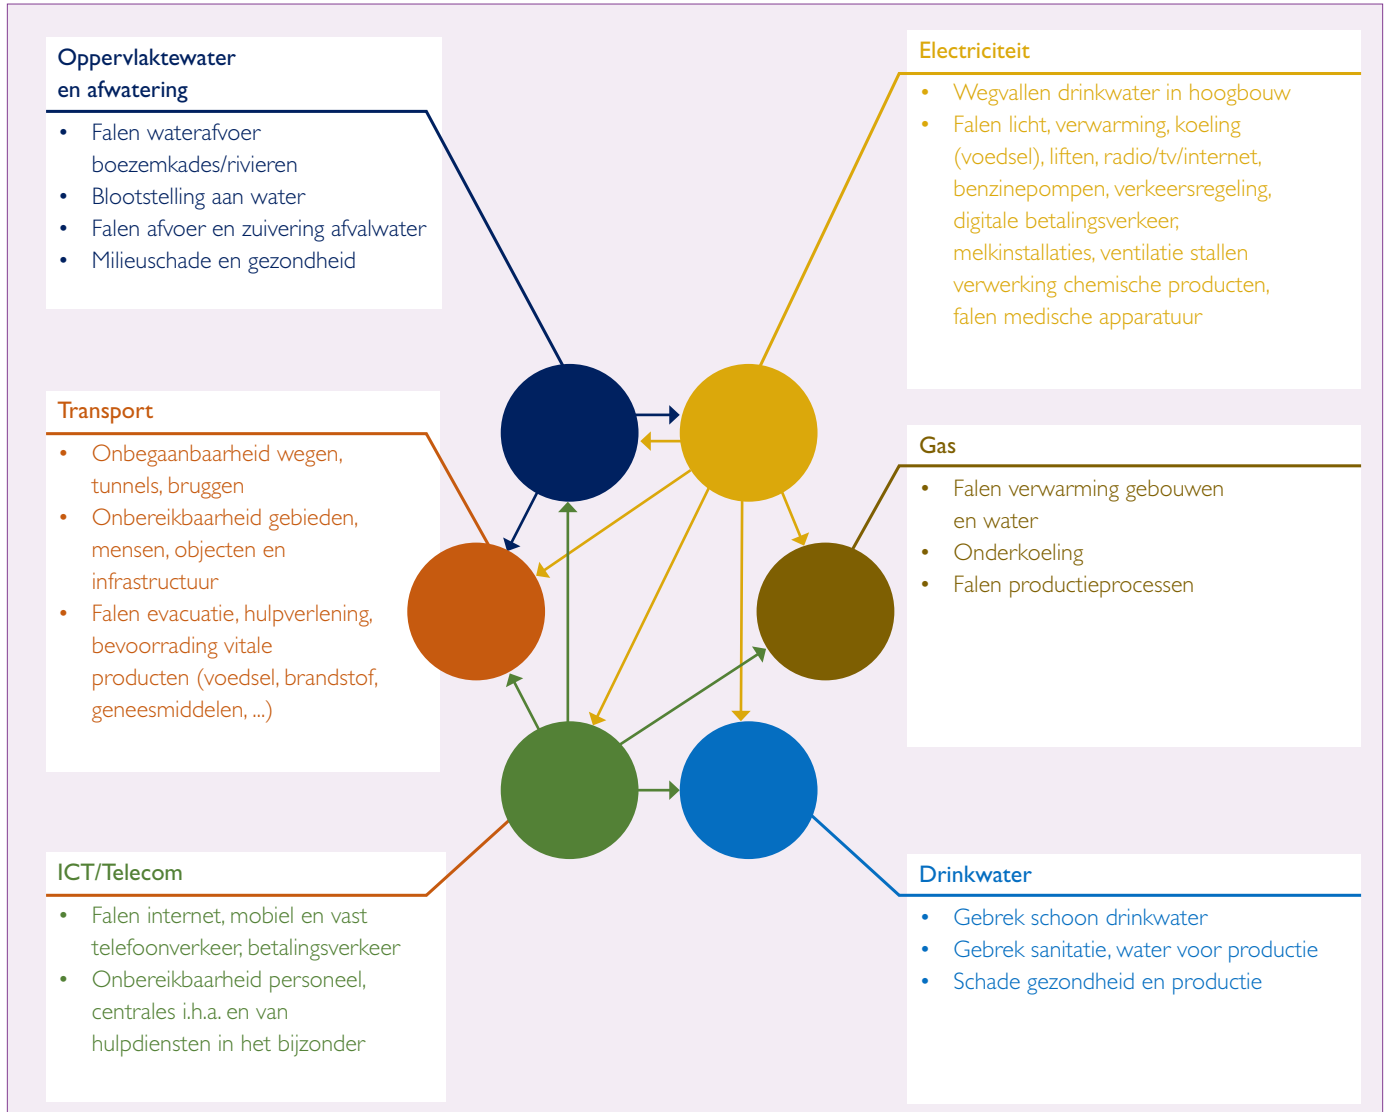 Oppervlaktewater
en afwatering
• Falen waterafvoer
boezemkades/rivieren
• Blootstelling aan water
• Falen afvoer en zuivering afvalwater
• Milieuschade en gezondheid
Electriciteit
• Wegvallen drinkwater in hoogbouw
• Falen licht, verwarming, koeling
(voedsel), liften, radio/tv/internet,
benzinepompen, verkeersregeling,
digitale betalingsverkeer,
melkinstallaties, ventilatie stallen
verwerking chemische producten,
falen medische apparatuur
Transport
• Onbegaanbaarheid wegen,
tunnels, bruggen
• Onbereikbaarheid gebieden,
mensen, objecten en
infrastructuur
• Falen evacuatie, hulpverlening,
bevoorrading vitale
producten (voedsel, brandstof,
geneesmiddelen, ...)
Gas
• Falen verwarming gebouwen
en water
• Onderkoeling
• Falen productieprocessen
ICT/Telecom
• Falen internet, mobiel en vast
telefoonverkeer, betalingsverkeer
• Onbereikbaarheid personeel,
centrales i.h.a. en van
hulpdiensten in het bijzonder
Drinkwater
• Gebrek schoon drinkwater
• Gebrek sanitatie, water voor productie
• Schade gezondheid en productie